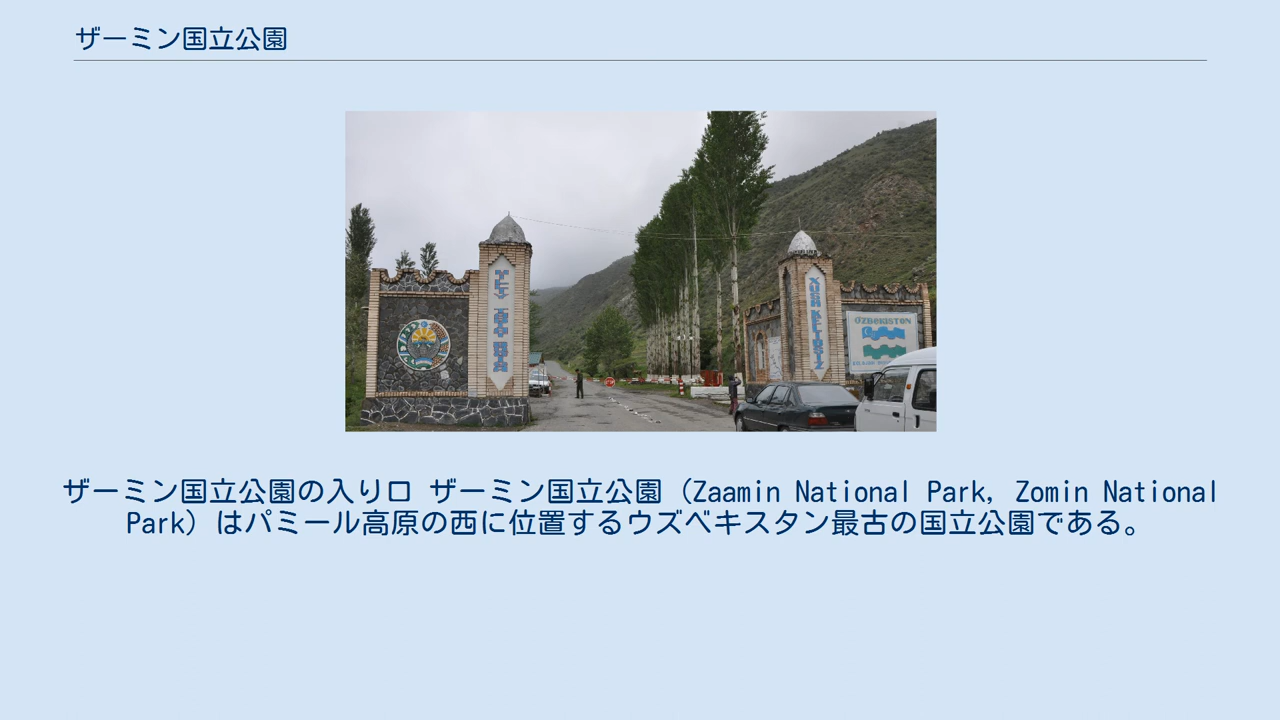 ザーミン国立公園
XUSH KELIBSIZ
O'ZBEKISTON
ザーミン国立公園の入り口 ザーミン国立公園（Zaamin National Park, Zomin National
Park）はパミール高原の西に位置するウズベキスタン最古の国立公園である。